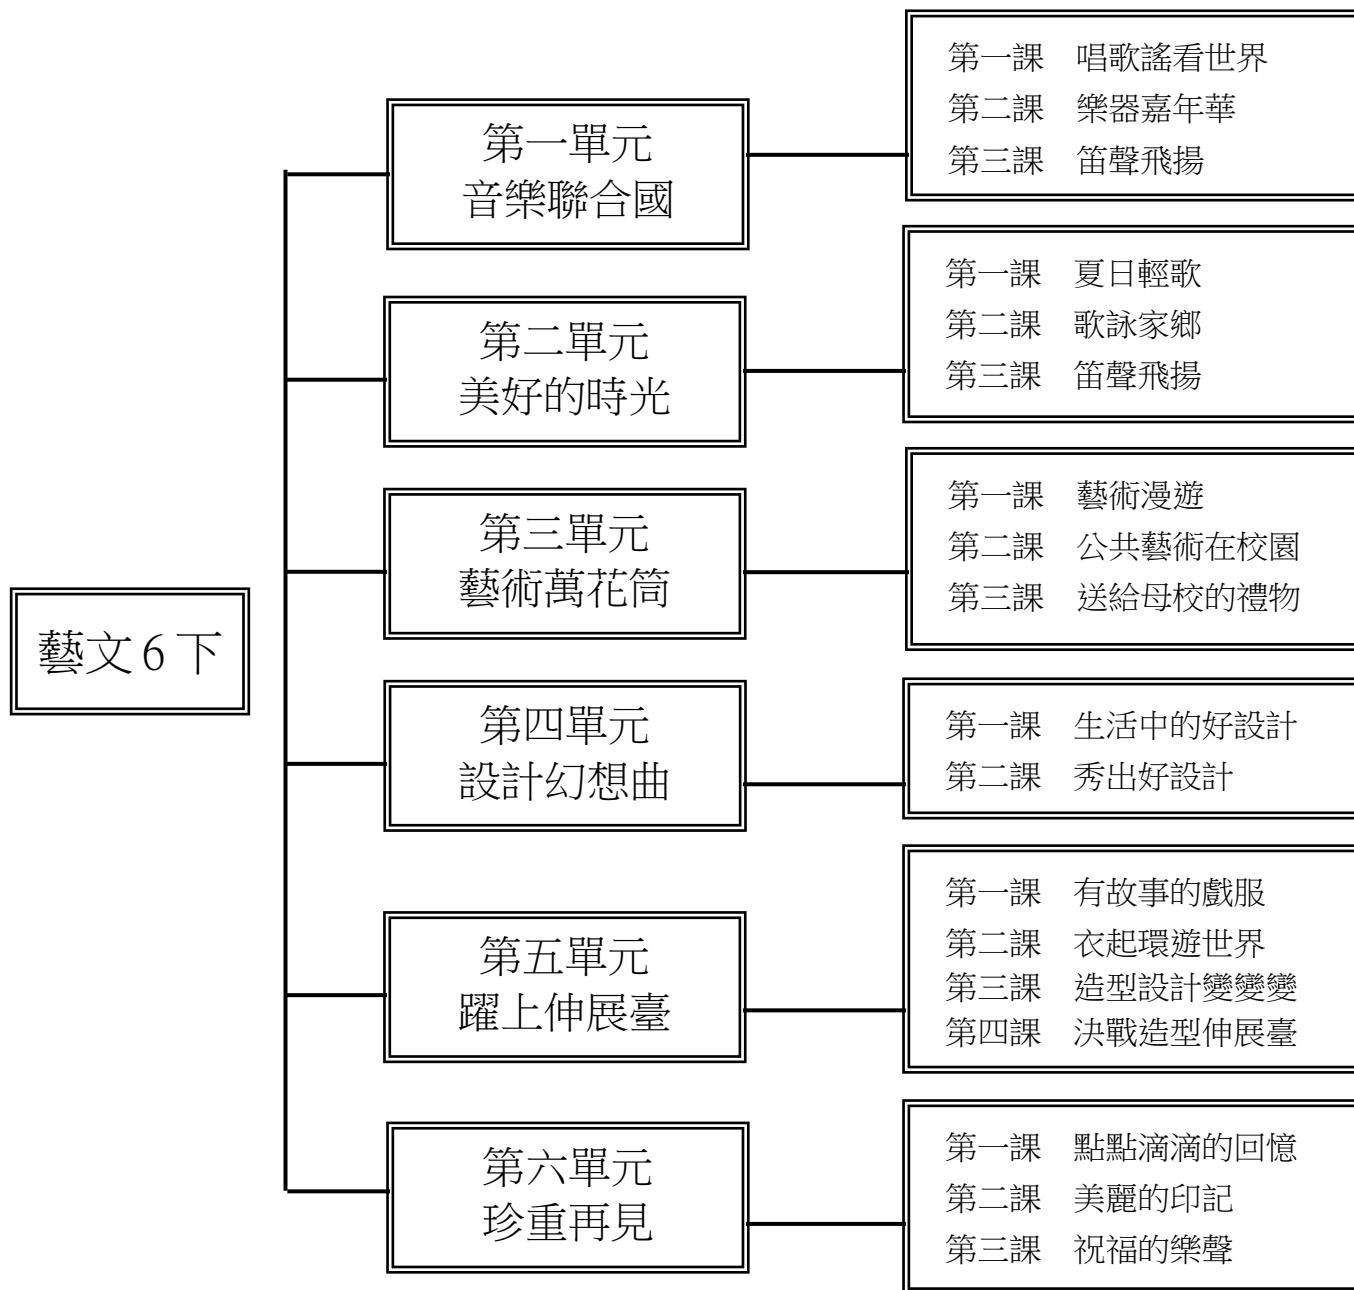 藝文6下
第一單元
音樂聯合國
第一課 唱歌謠看世界
第二課 樂器嘉年華
第三課 笛聲飛揚
第二單元
美好的時光
第一課 夏日輕歌
第二課 歌詠家鄉
第三課 笛聲飛揚
第三單元
藝術萬花筒
第一課 藝術漫遊
第二課 公共藝術在校園
第三課 送給母校的禮物
第四單元
設計幻想曲
第一課 生活中的好設計
第二課 秀出好設計
第五單元
躍上伸展臺
第一課 有故事的戲服
第二課 衣起環遊世界
第三課 造型設計變變變
第四課 決戰造型伸展臺
第六單元
珍重再見
第一課 點點滴滴的回憶
第二課 美麗的印記
第三課 祝福的樂聲